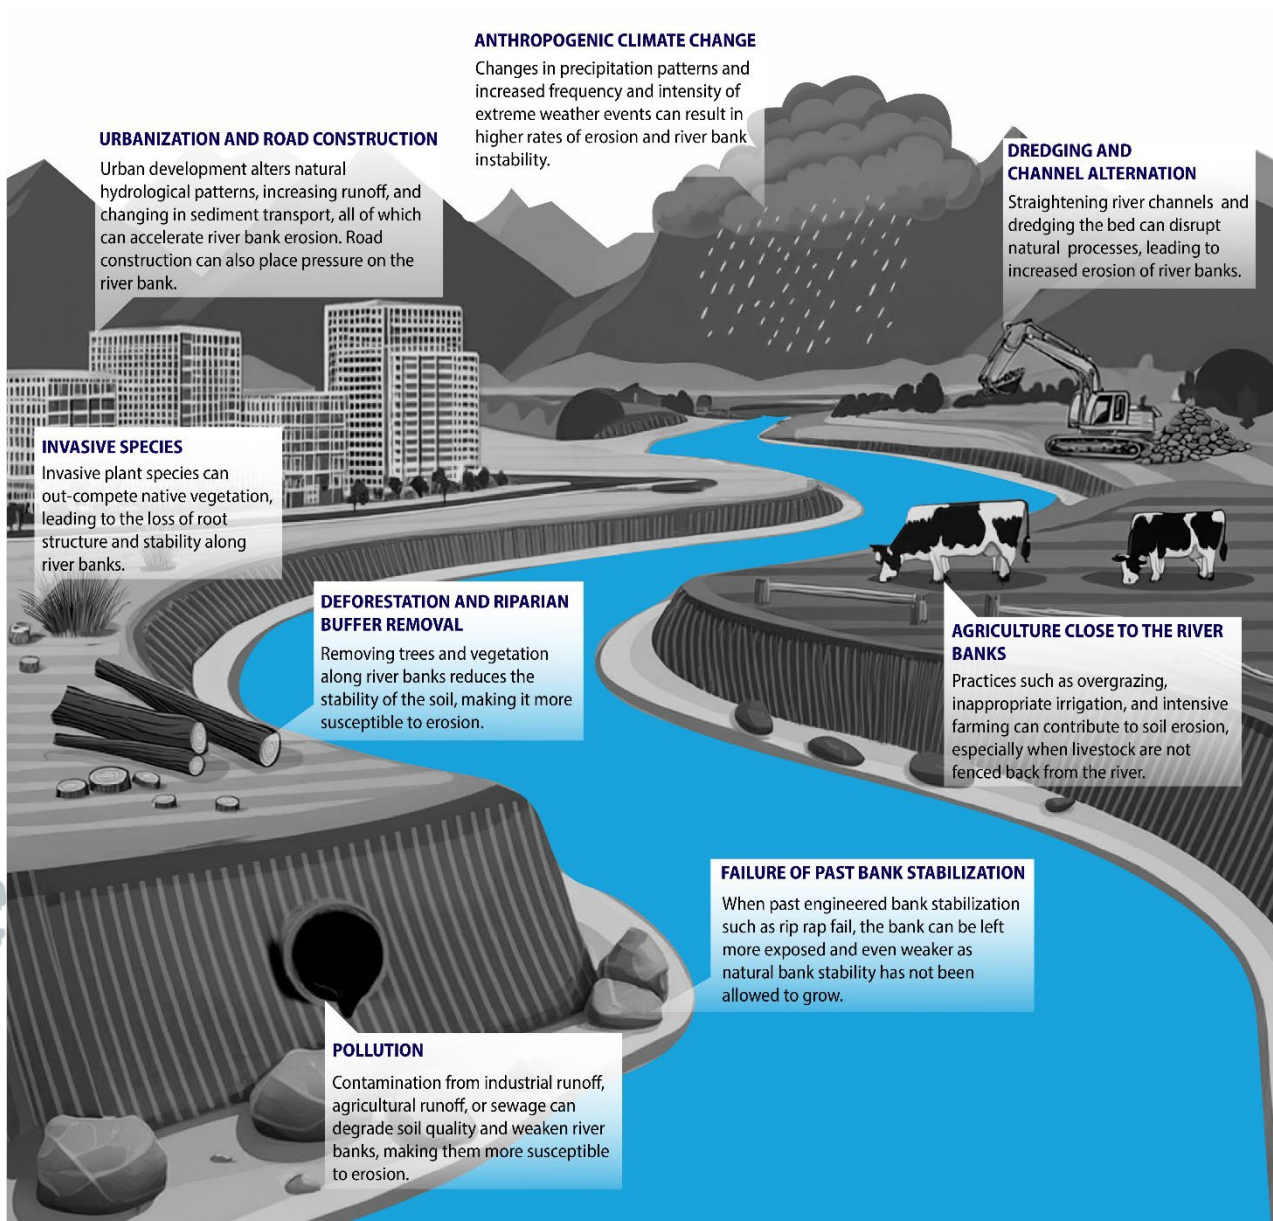 ANTHROPOGENIC CLIMATE CHANGE
Changes in precipitation patterns and
increased frequency and intensity of
extreme weather events can result in
higher rates of erosion and river bank
instability.
URBANIZATION AND ROAD CONSTRUCTION
Urban development alters natural
hydrological patterns, increasing runoff, and
changing in sediment transport, all of which
can accelerate river bank erosion. Road
construction can also place pressure on the
river bank.
DREDGING AND
CHANNEL ALTERNATION
Straightening river channels and
dredging the bed can disrupt
natural processes, leading to
increased erosion of river banks.
INVASIVE SPECIES
Invasive plant species can
out-compete native vegetation,
leading to the loss of root
structure and stability along
river banks.
DEFORESTATION AND RIPARIAN
BUFFER REMOVAL
Removing trees and vegetation
along river banks reduces the
stability of the soil, making it more
susceptible to erosion.
AGRICULTURE CLOSE TO THE RIVER
BANKS
Practices such as overgrazing,
inappropriate irrigation, and intensive
farming can contribute to soil erosion,
especially when livestock are not
fenced back from the river.
FAILURE OF PAST BANK STABILIZATION
When past engineered bank stabilization
such as rip rap fail, the bank can be left
more exposed and even weaker as
natural bank stability has not been
allowed to grow.
POLLUTION
Contamination from industrial runoff,
agricultural runoff, or sewage can
degrade soil quality and weaken river
banks, making them more susceptible
to erosion.